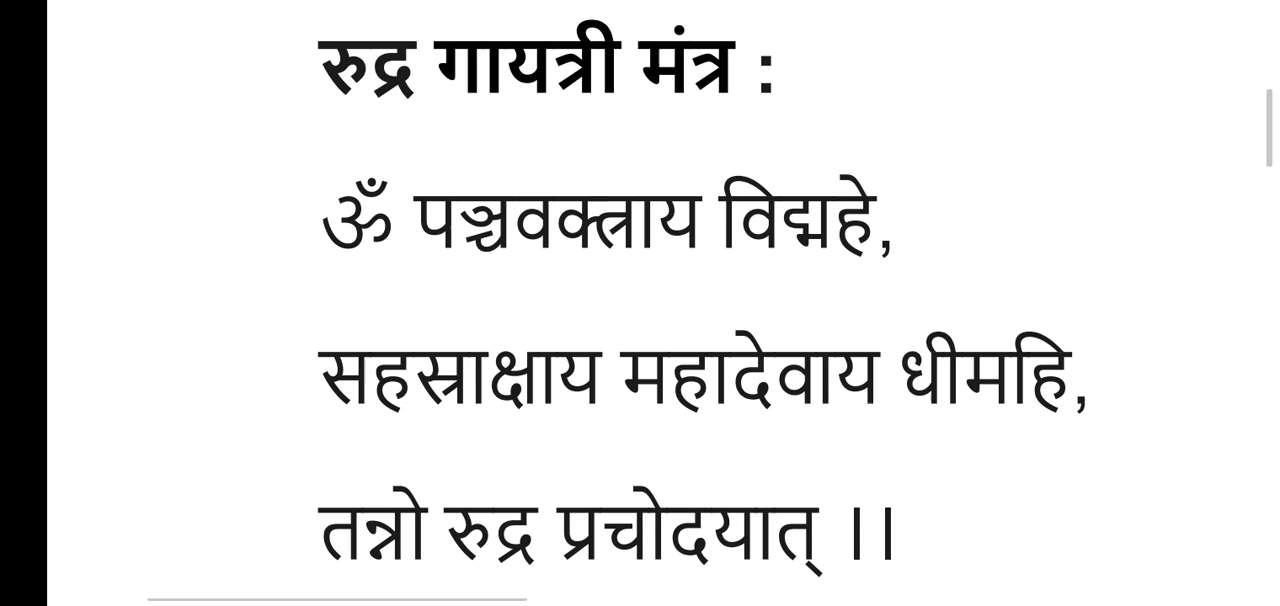 रुद्र गायत्री मंत्र :
ॐ पञ्चवक्त्राय विद्महे,
सहस्राक्षाय महादेवाय धीमहि,
तन्नो रुद्र प्रचोदयात् ।।